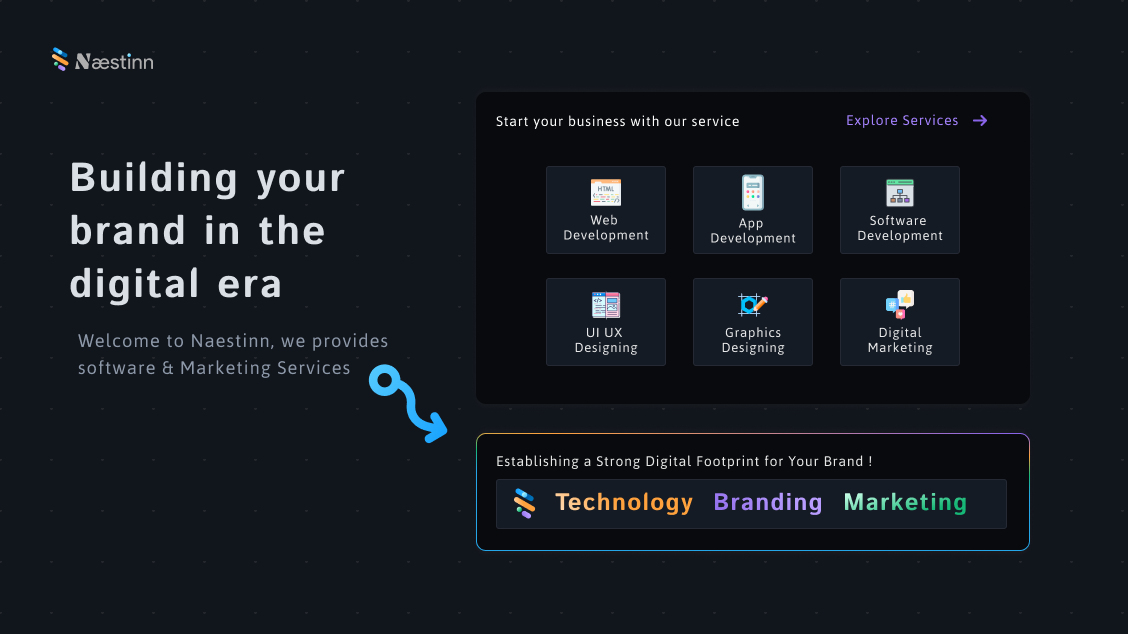 Næstinn
Building your
brand in the
digital era
Welcome to Naestinn, we provides
software & Marketing Services
Start your business with our service
Explore Services
HTML
Web
Development
App
Development
Software
Development
UI UX
Designing
Graphics
Designing
Digital
Marketing
Establishing a Strong Digital Footprint for Your Brand !
Technology Branding Marketing